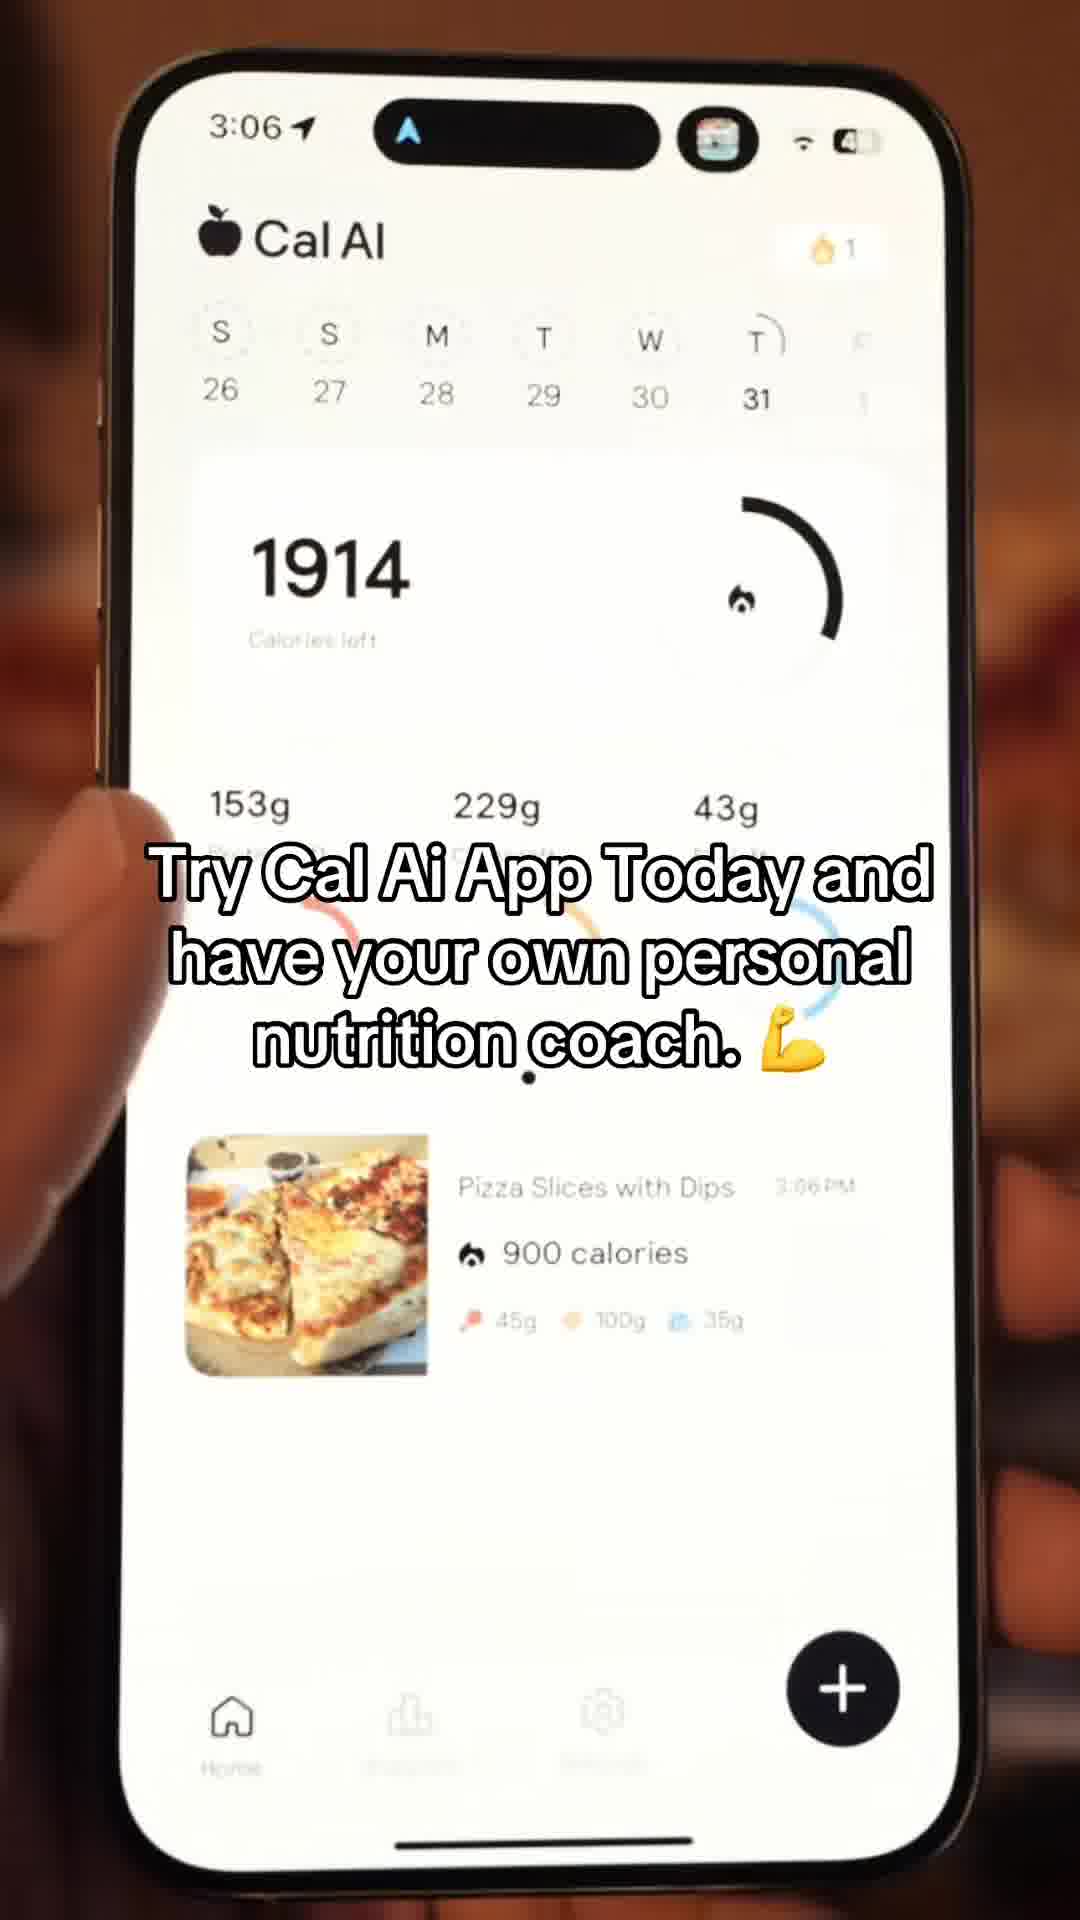 3:06
4
Cal AI
1
S S M T W T
26 27 28 29 30 31
1914
Calories left
153g 229g 43g
Try Cal Ai App Today and
have your own personal
nutrition coach. 💪
Pizza Slices with Dips 3:06 PM
900 calories
45g 100g 35g
Home